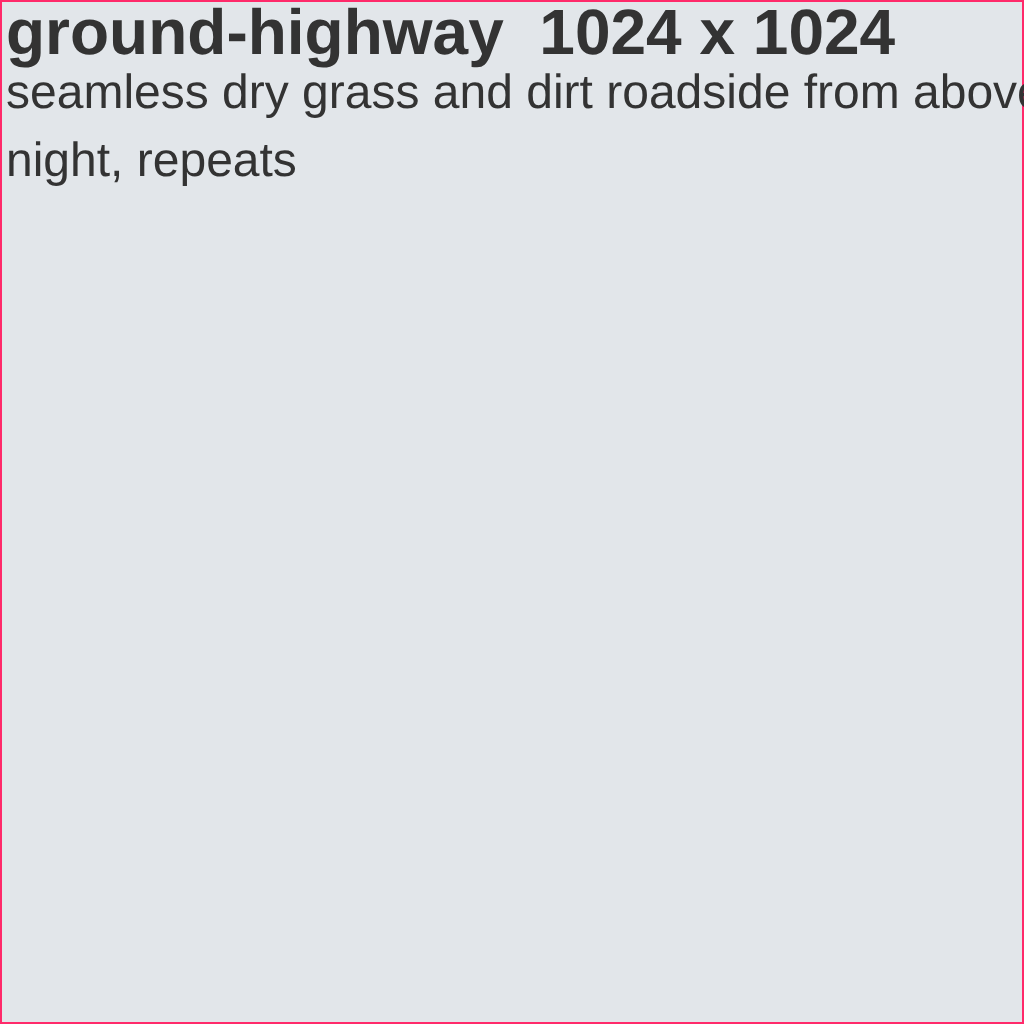 ground-highway 1024 x 1024
seamless dry grass and dirt roadside from above
night, repeats